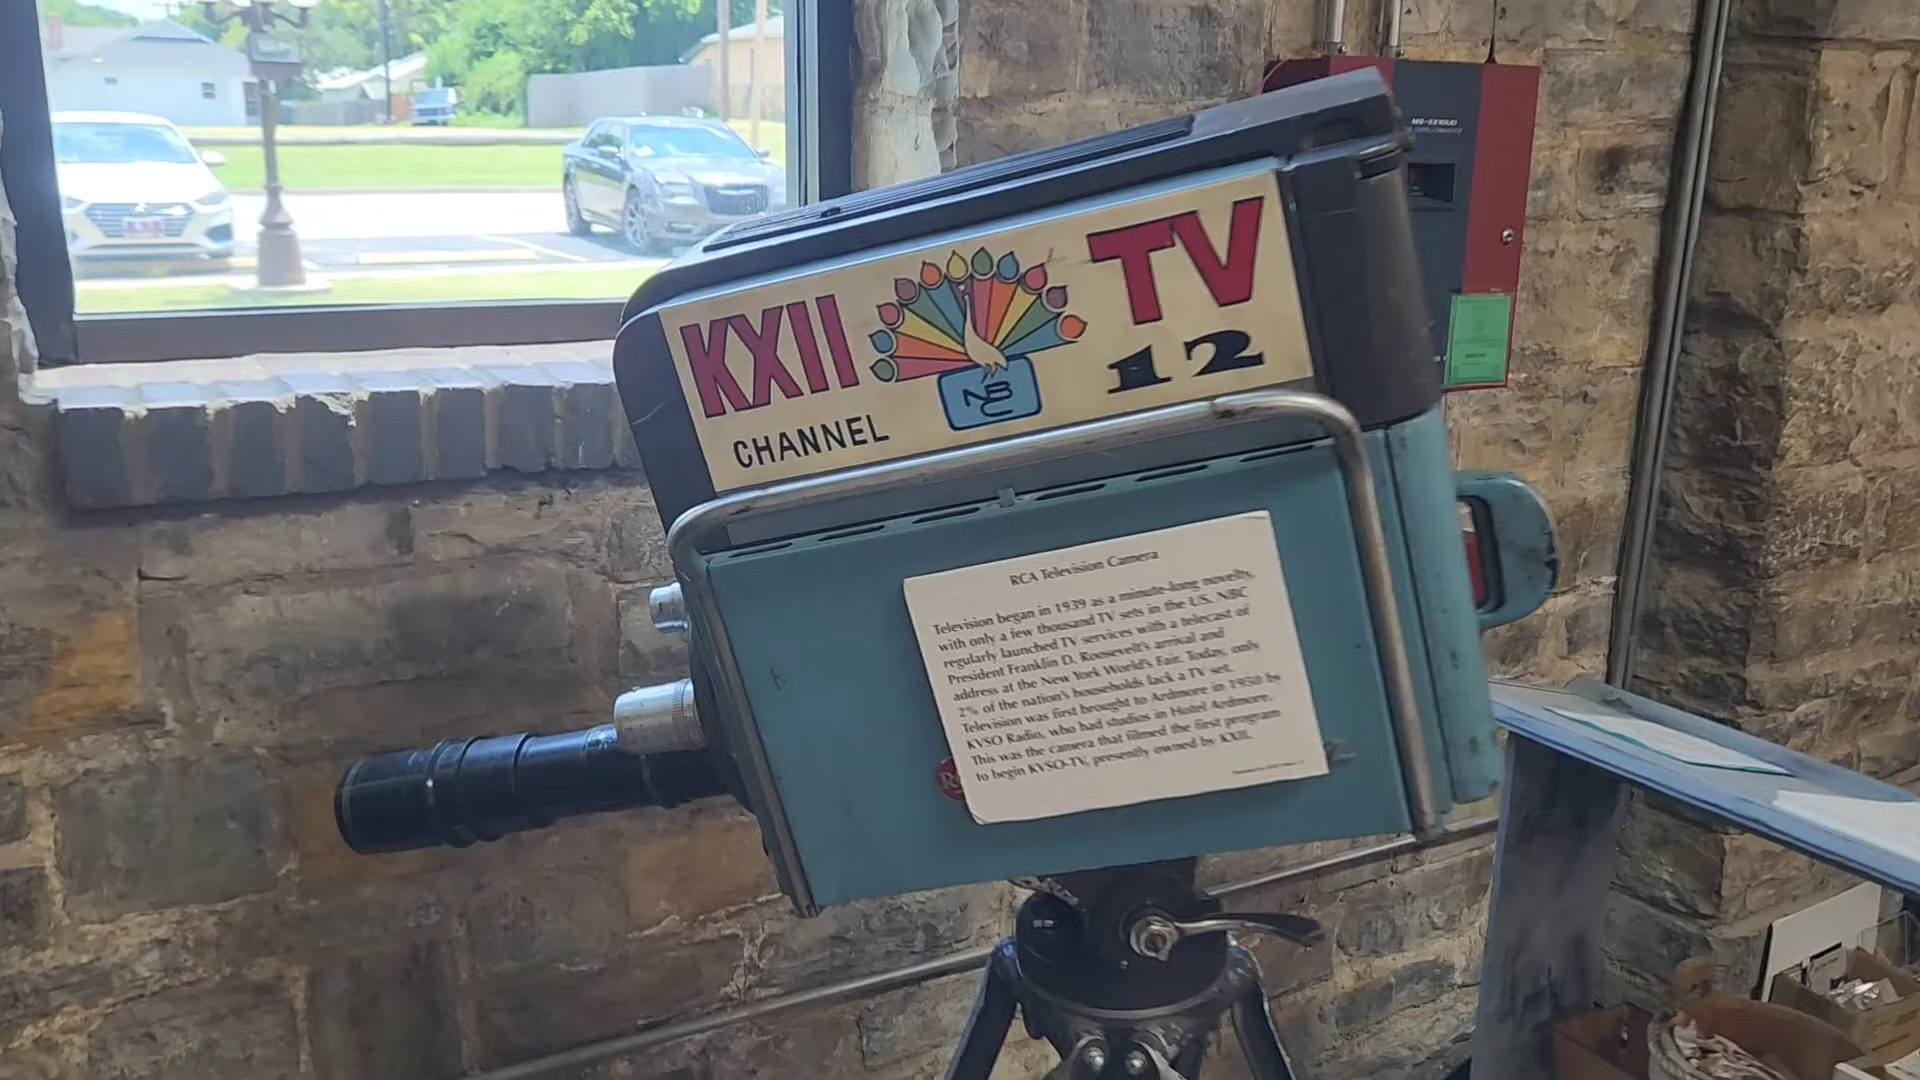 KXII TV
CHANNEL NBC 12
RCA Television Camera
Television began in 1939 as a minute-long novelty,
with only a few thousand TV sets in the U.S. NBC
regularly launched TV services with a telecast of
President Franklin D. Roosevelt's arrival and
address at the New York World's Fair. Today, only
2% of the nation's households lack a TV set.
Television was first brought to Ardmore in 1950 by
KVSO Radio, who had studios in Hotel Ardmore.
This was the camera that filmed the first program
to begin KVSO-TV, presently owned by KXII.